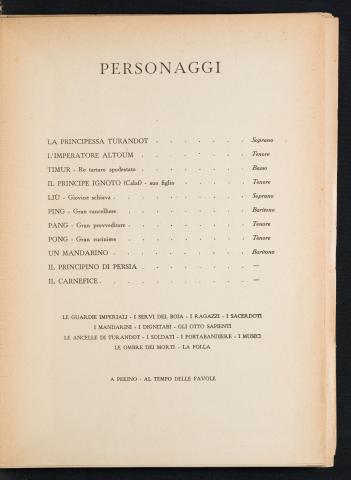 PERSONAGGI
LA PRINCIPESSA TURANDOT . . . . . . . Soprano
L'IMPERATORE ALTOUM . . . . . . . . Tenore
TIMUR - Re tartaro spodestato . . . . . . . . Basso
IL PRINCIPE IGNOTO (Calaf) - suo figlio . . . . . . Tenore
LIÙ - Giovine schiava . . . . . . . . . Soprano
PING - Gran cancelliere . . . . . . . . . Baritono
PANG - Gran provveditore . . . . . . . . . Tenore
PONG - Gran cuciniere . . . . . . . . . Tenore
UN MANDARINO . . . . . . . . . Baritono
IL PRINCIPINO DI PERSIA . . . . . . . . —
IL CARNEFICE . . . . . . . . . . —
LE GUARDIE IMPERIALI - I SERVI DEL BOIA - I RAGAZZI - I SACERDOTI
I MANDARINI - I DIGNITARI - GLI OTTO SAPIENTI
LE ANCELLE DI TURANDOT - I SOLDATI - I PORTABANDIERE - I MUSICI
LE OMBRE DEI MORTI - LA FOLLA
A PEKINO - AL TEMPO DELLE FAVOLE